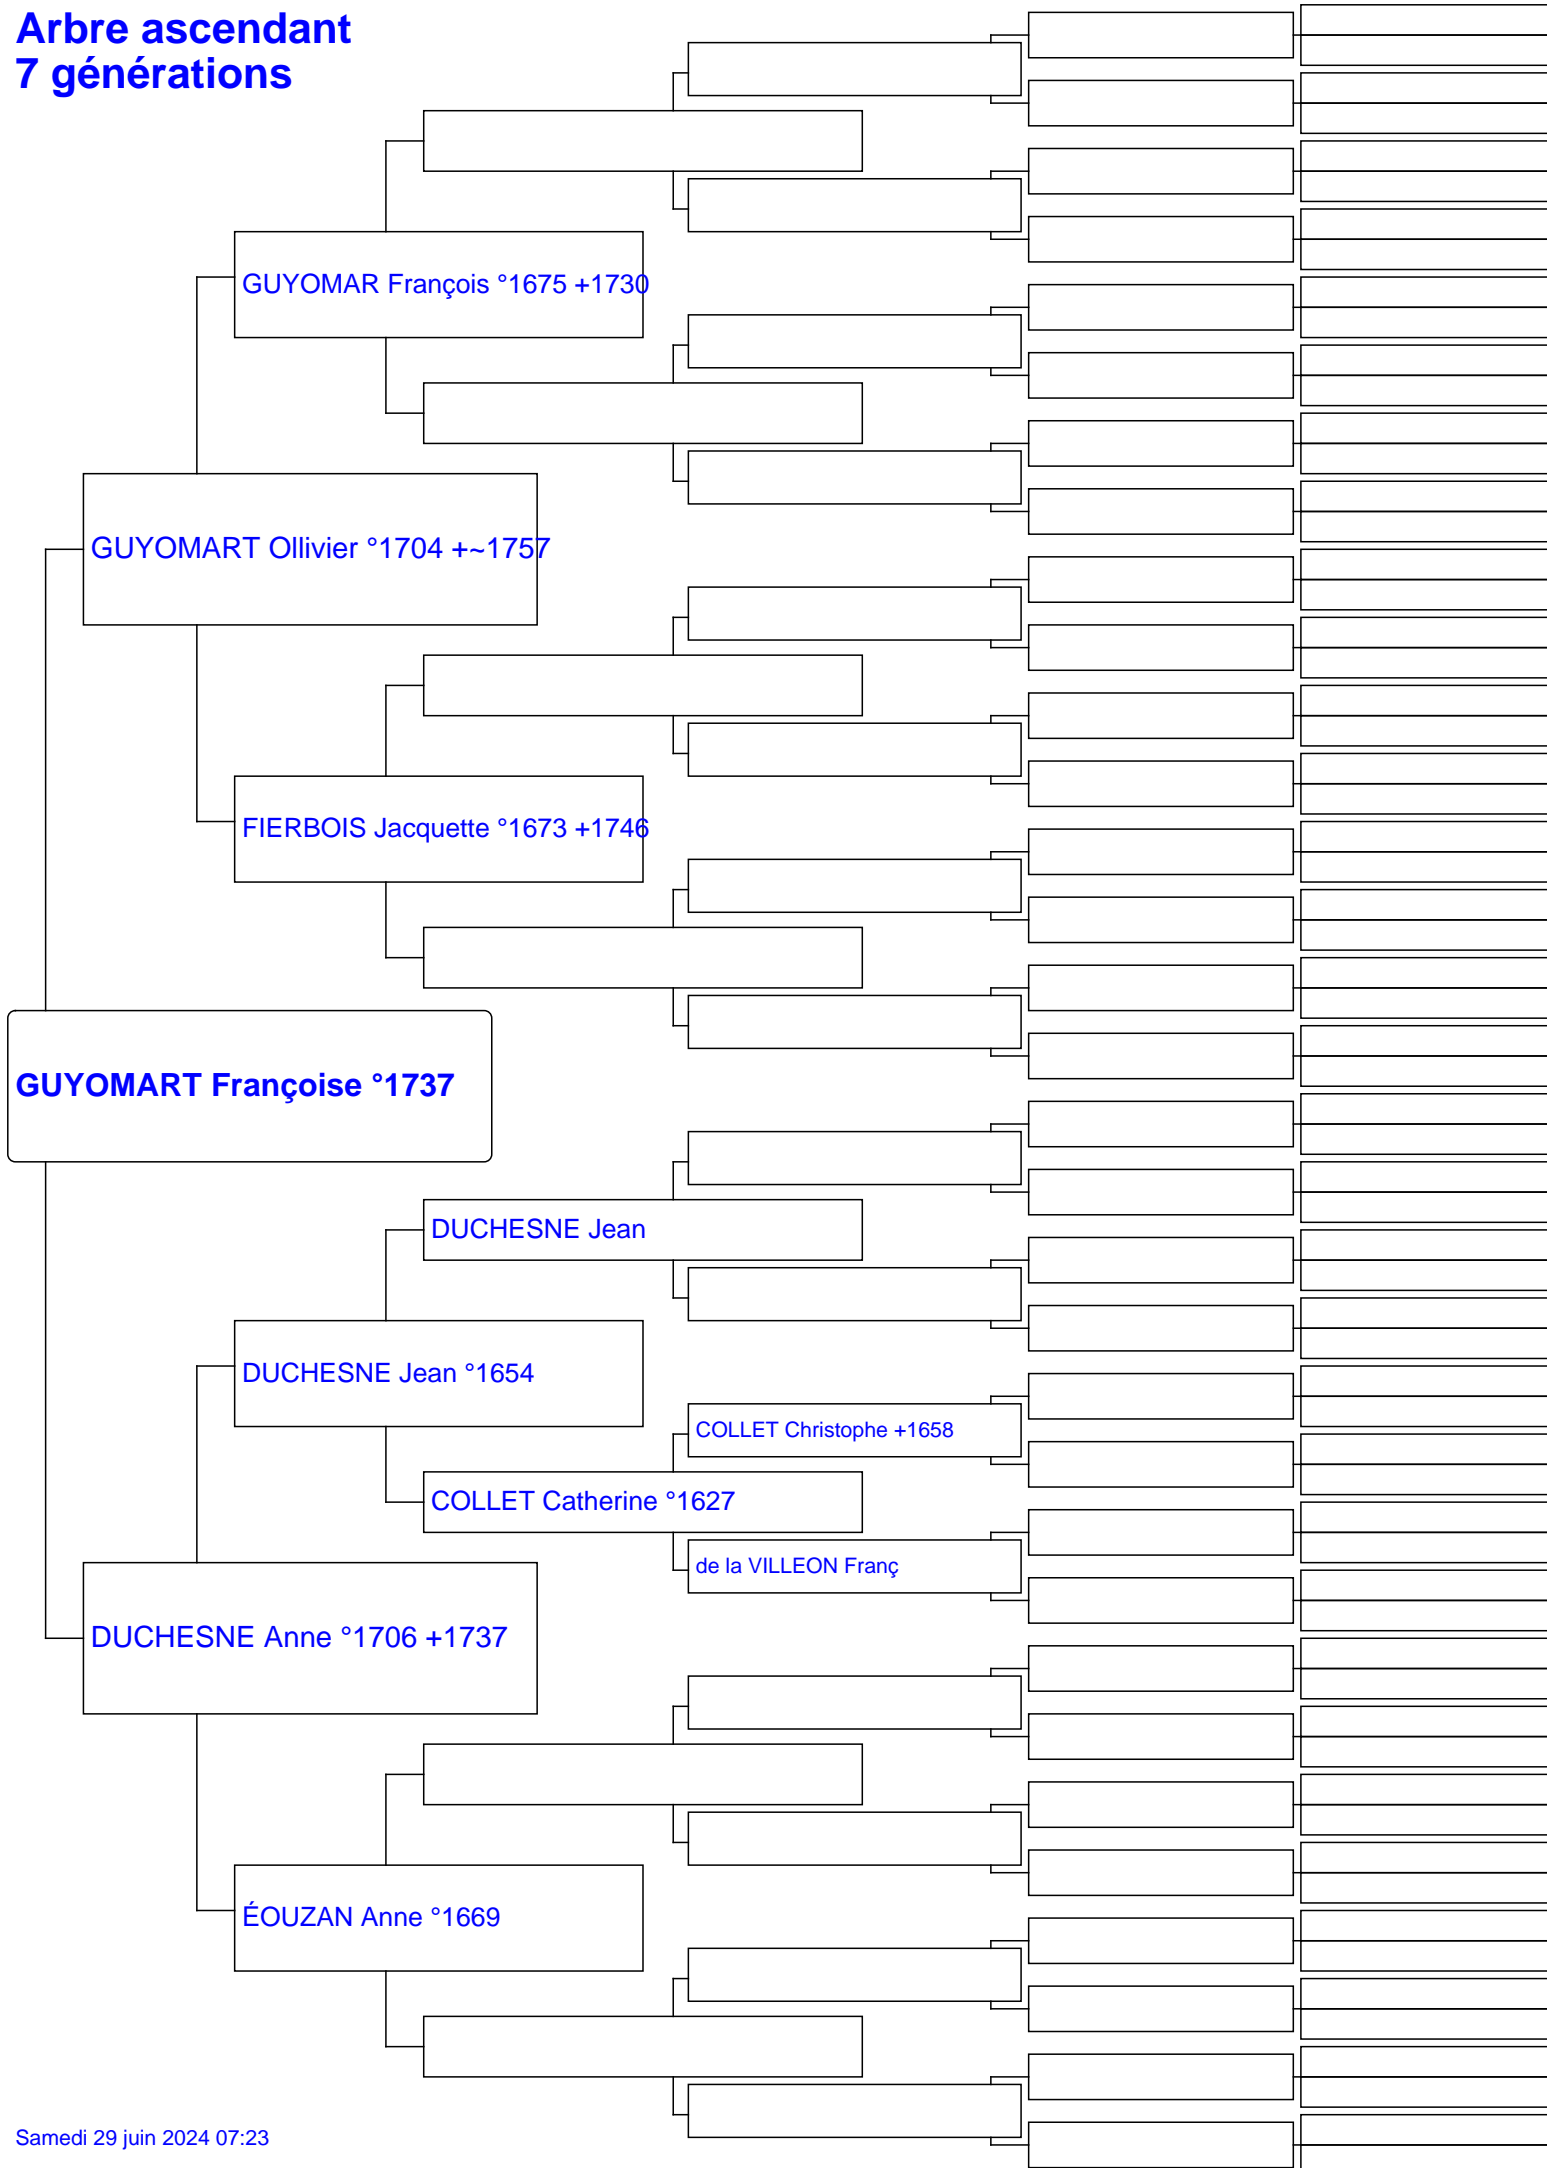 Arbre ascendant
7 générations
GUYOMAR François °1675 +1730
GUYOMART Ollivier °1704 +~1757
FIERBOIS Jacquette °1673 +1746
GUYOMART Françoise °1737
DUCHESNE Jean
DUCHESNE Jean °1654
COLLET Christophe +1658
COLLET Catherine °1627
de la VILLEON Franç
DUCHESNE Anne °1706 +1737
ÉOUZAN Anne °1669
Samedi 29 juin 2024 07:23